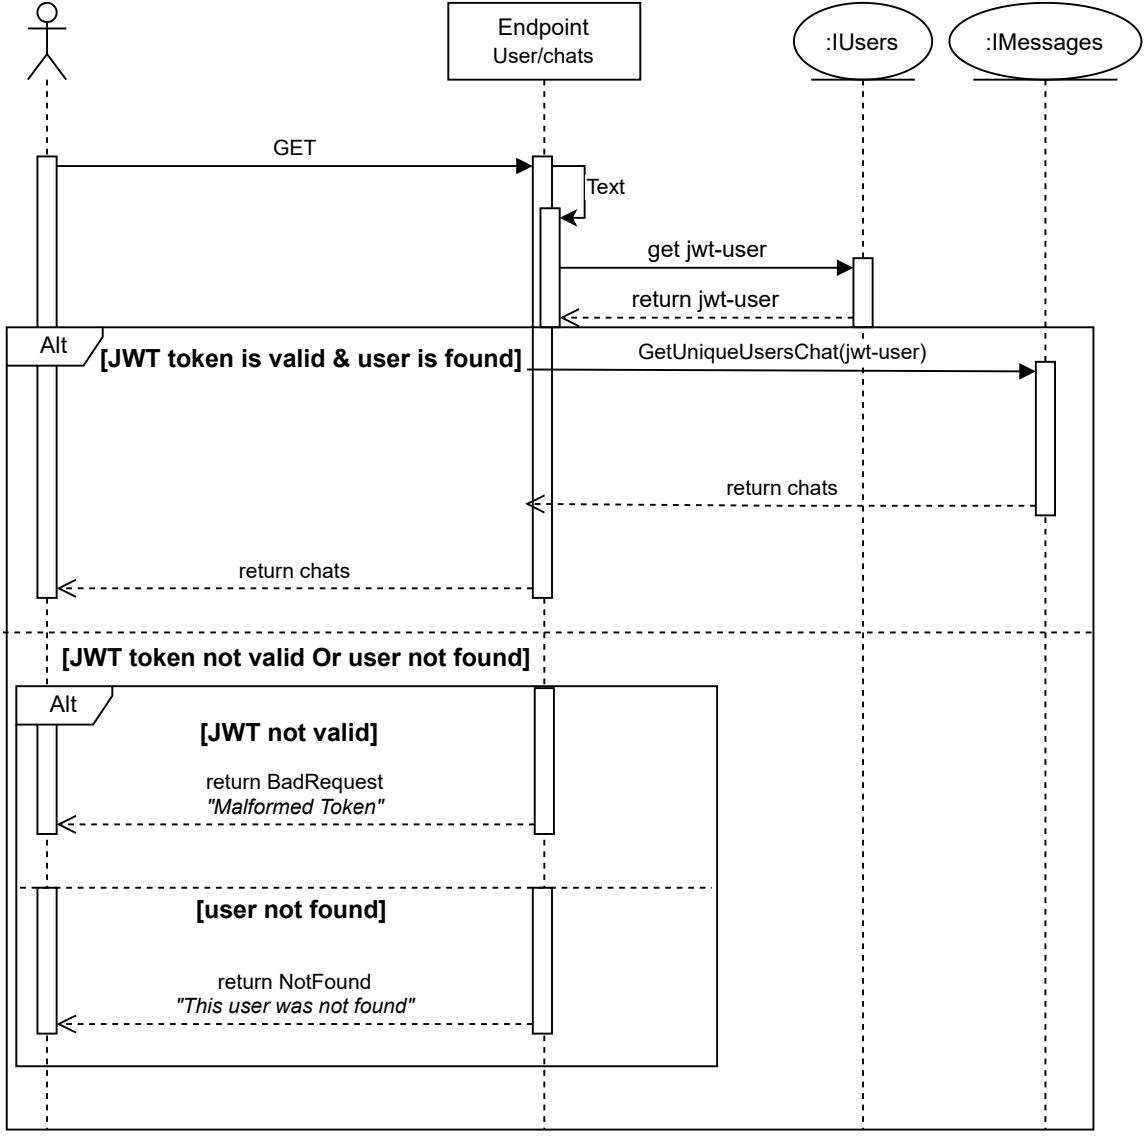 Endpoint
User/chats
:IUsers
:IMessages
GET
Text
get jwt-user
return jwt-user
Alt
[JWT token is valid & user is found]
GetUniqueUsersChat(jwt-user)
return chats
return chats
[JWT token not valid Or user not found]
Alt
[JWT not valid]
return BadRequest
"Malformed Token"
[user not found]
return NotFound
"This user was not found"